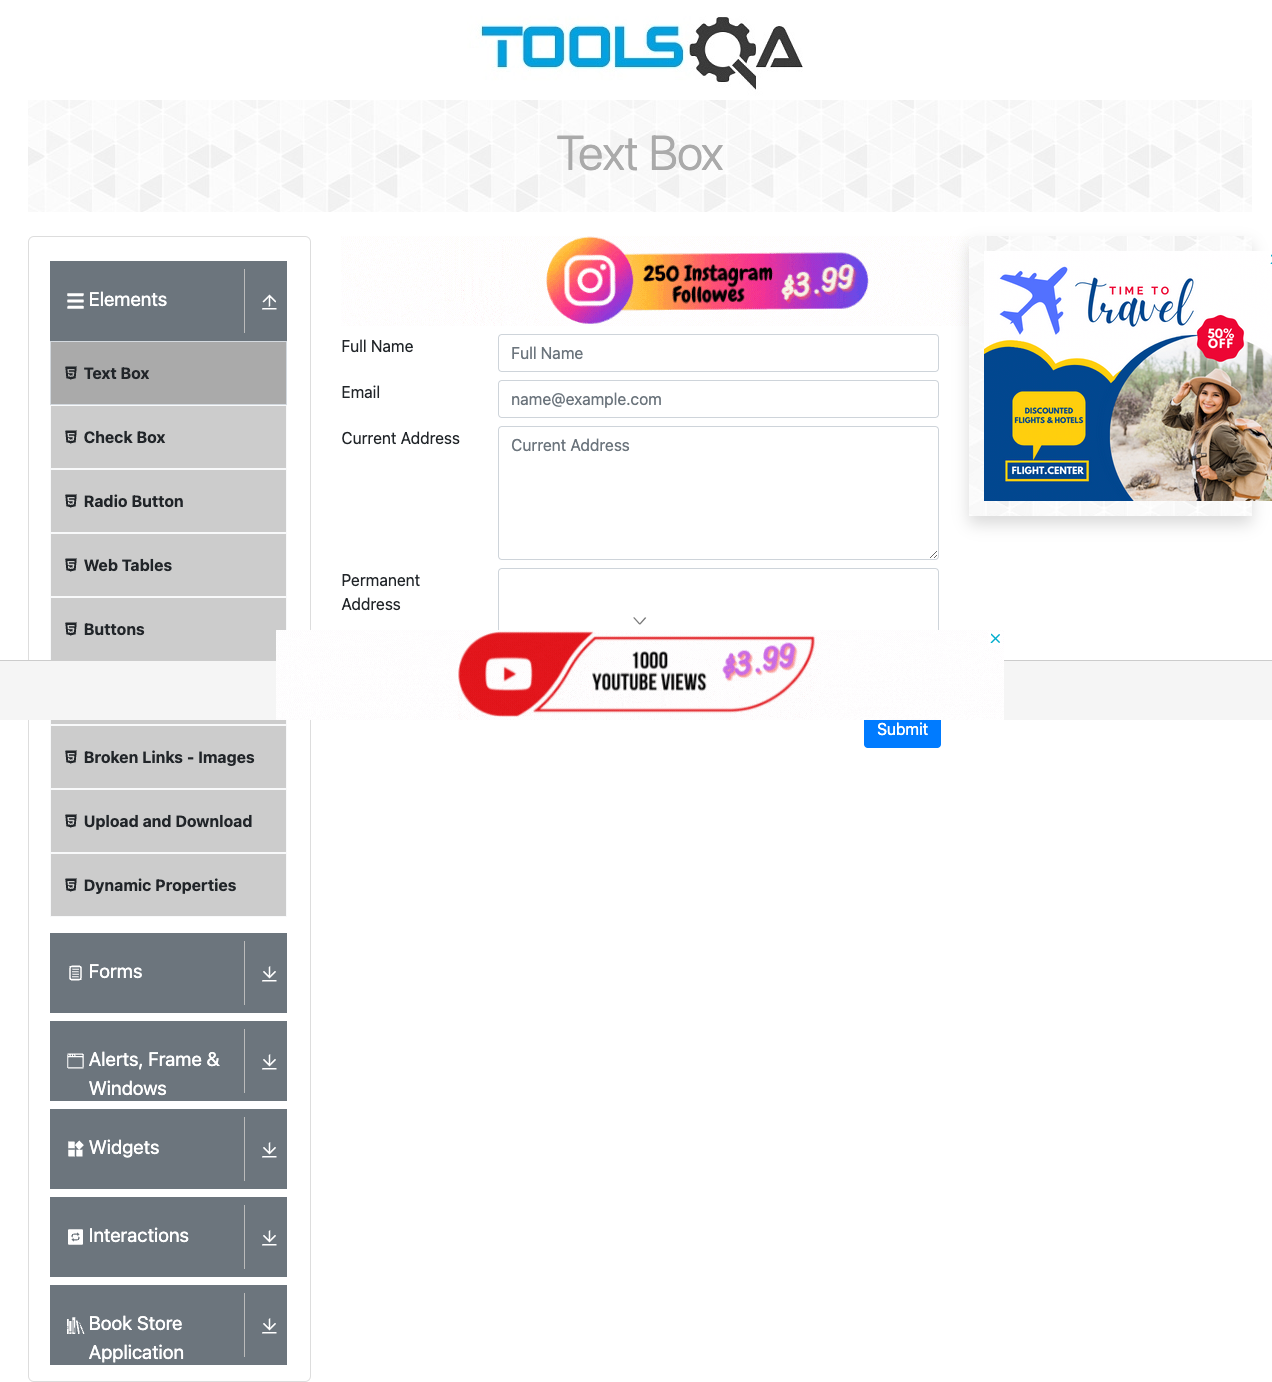 TOOLSQA
Text Box
Elements
Text Box
Check Box
Radio Button
Web Tables
Buttons
Broken Links - Images
Upload and Download
Dynamic Properties
Forms
Alerts, Frame &
Windows
Widgets
Interactions
Book Store
Application
250 Instagram
Followes
$3.99
Full Name
Full Name
Email
name@example.com
Current Address
Current Address
Permanent
Address
Submit
1000
YOUTUBE VIEWS
$3.99
TIME TO
travel
50%
OFF
DISCOUNTED
FLIGHTS & HOTELS
FLIGHT.CENTER